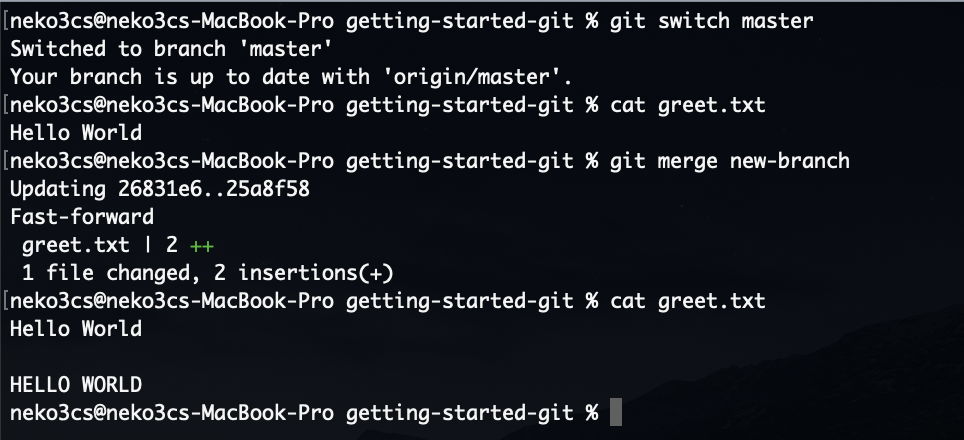 [neko3cs@neko3cs-MacBook-Pro getting-started-git % git switch master
Switched to branch 'master'
Your branch is up to date with 'origin/master'.
[neko3cs@neko3cs-MacBook-Pro getting-started-git % cat greet.txt
Hello World
[neko3cs@neko3cs-MacBook-Pro getting-started-git % git merge new-branch
Updating 26831e6..25a8f58
Fast-forward
 greet.txt | 2 ++
 1 file changed, 2 insertions(+)
[neko3cs@neko3cs-MacBook-Pro getting-started-git % cat greet.txt
Hello World

HELLO WORLD
neko3cs@neko3cs-MacBook-Pro getting-started-git %